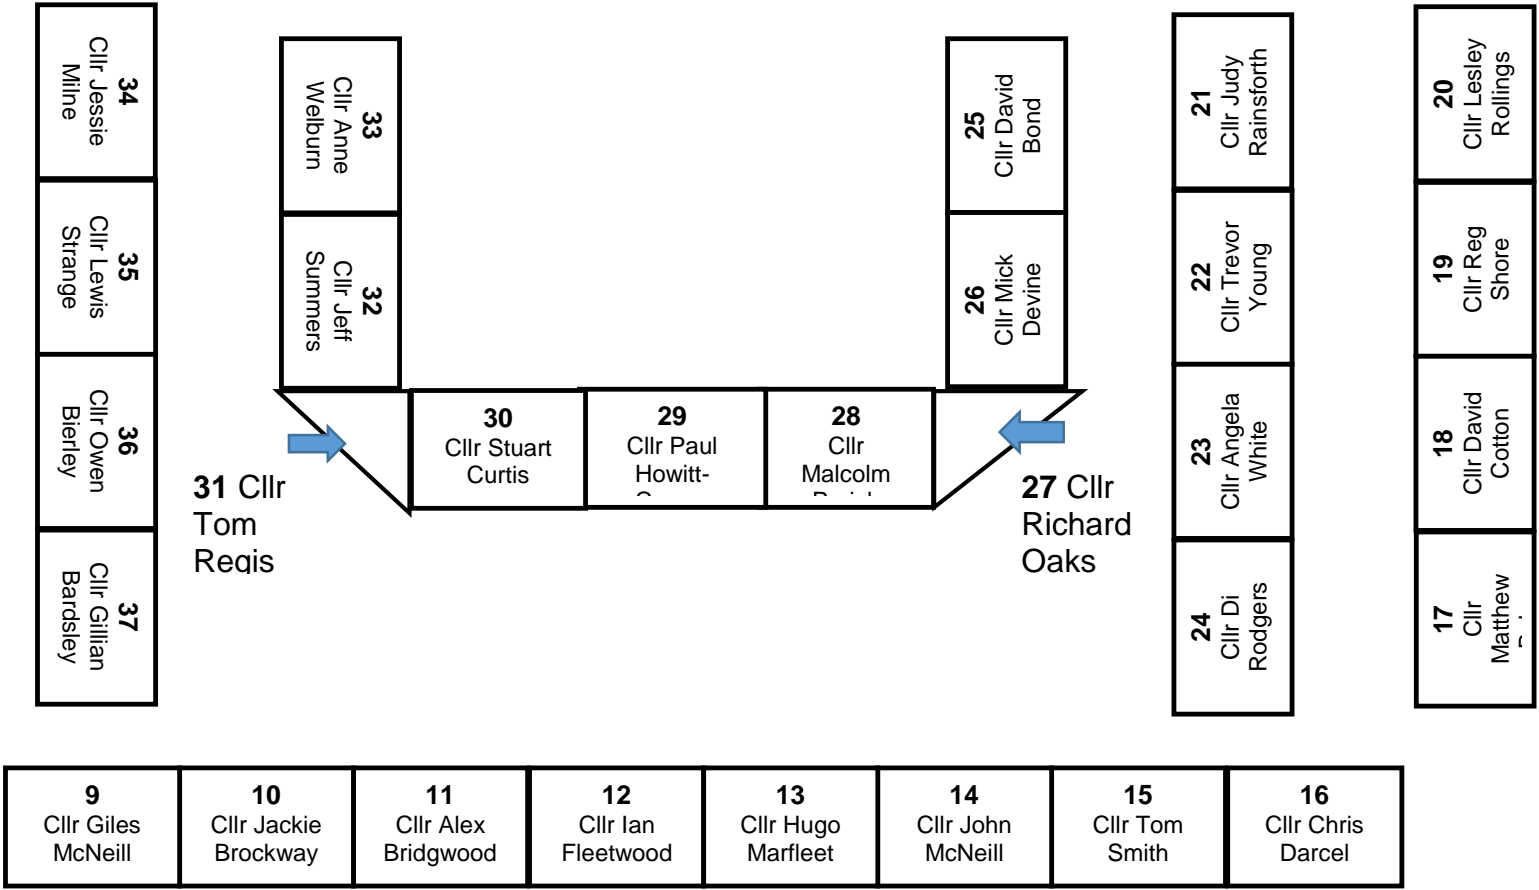 34
Cllr Jessie
Milne
35
Cllr Lewis
Strange
36
Cllr Owen
Bierley
37
Cllr Gillian
Bardsley
33
Cllr Anne
Welburn
32
Cllr Jeff
Summers
31 Cllr
Tom
Regis
30
Cllr Stuart
Curtis
29
Cllr Paul
Howitt-
28
Cllr
Malcolm
25
Cllr David
Bond
26
Cllr Mick
Devine
27 Cllr
Richard
Oaks
21
Cllr Judy
Rainsforth
22
Cllr Trevor
Young
23
Cllr Angela
White
24
Cllr Di
Rodgers
20
Cllr Lesley
Rollings
19
Cllr Reg
Shore
18
Cllr David
Cotton
17
Cllr
Matthew
9
Cllr Giles
McNeill
10
Cllr Jackie
Brockway
11
Cllr Alex
Bridgwood
12
Cllr Ian
Fleetwood
13
Cllr Hugo
Marfleet
14
Cllr John
McNeill
15
Cllr Tom
Smith
16
Cllr Chris
Darcel